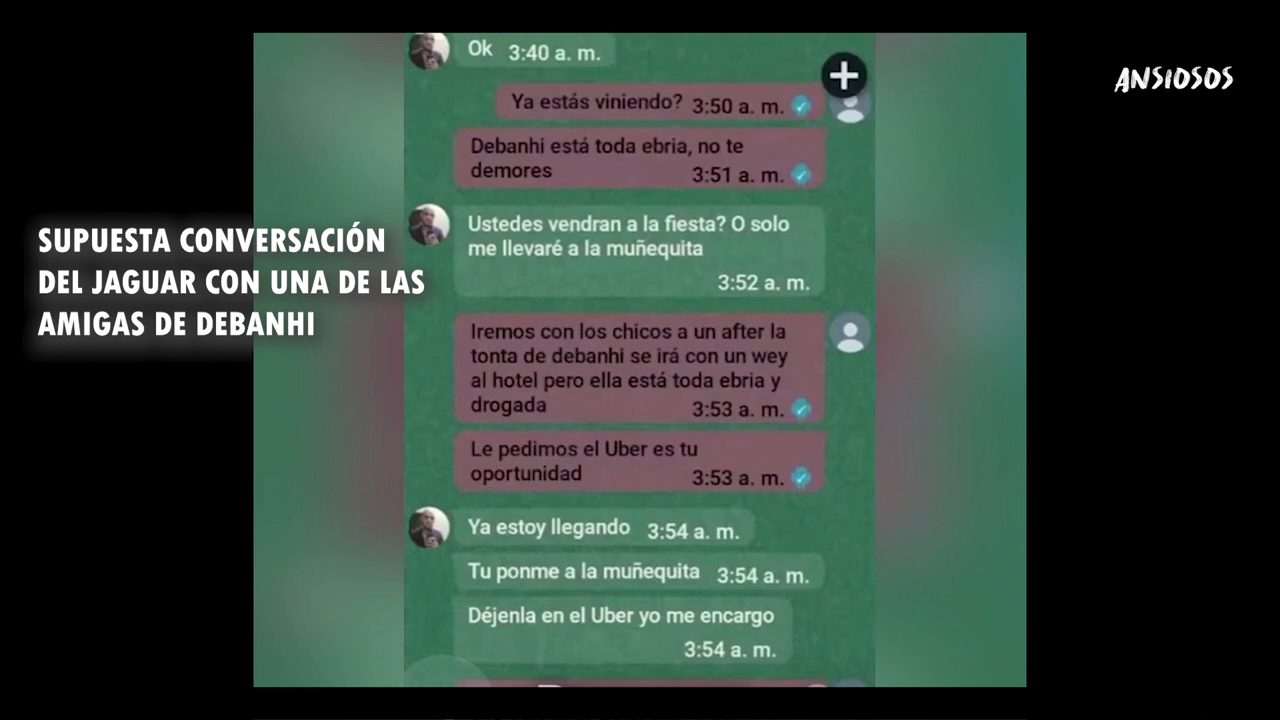 Ok 3:40 a. m.
ANSIOSOS
Ya estás viniendo? 3:50 a. m.
Debanhi está toda ebria, no te
demores 3:51 a. m.
SUPUESTA CONVERSACIÓN
DEL JAGUAR CON UNA DE LAS
AMIGAS DE DEBANHI
Ustedes vendran a la fiesta? O solo
me llevaré a la muñequita
3:52 a. m.
Iremos con los chicos a un after la
tonta de debanhi se irá con un wey
al hotel pero ella está toda ebria y
drogada 3:53 a. m.
Le pedimos el Uber es tu
oportunidad 3:53 a. m.
Ya estoy llegando 3:54 a. m.
Tu ponme a la muñequita 3:54 a. m.
Déjenla en el Uber yo me encargo
3:54 a. m.